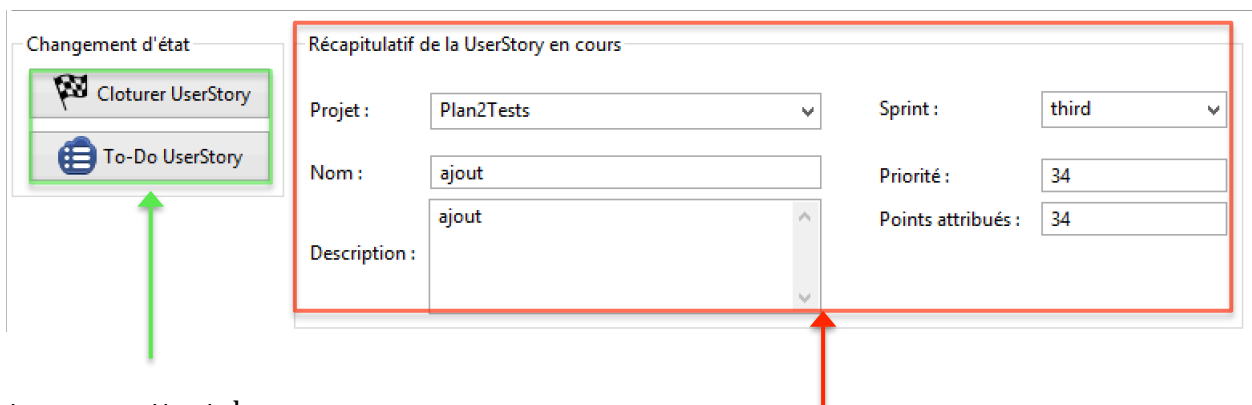 Changement d'état
Cloturer UserStory
To-Do UserStory
Récapitulatif de la UserStory en cours
Projet : Plan2Tests Sprint : third
Nom : ajout Priorité : 34
ajout Points attribués : 34
Description :